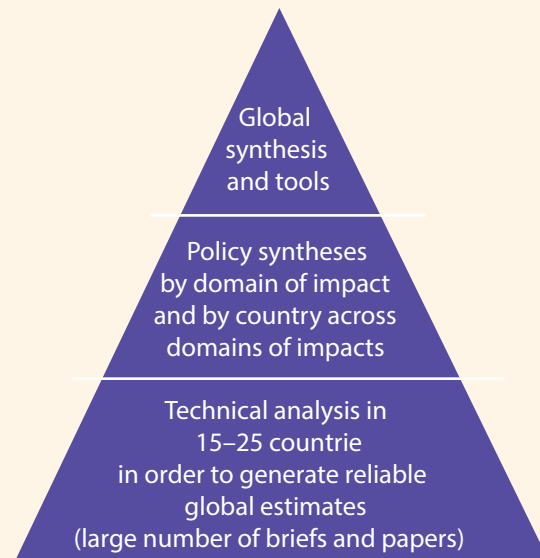 Global
synthesis
and tools
Policy syntheses
by domain of impact
and by country across
domains of impacts
Technical analysis in
15–25 countrie
in order to generate reliable
global estimates
(large number of briefs and papers)